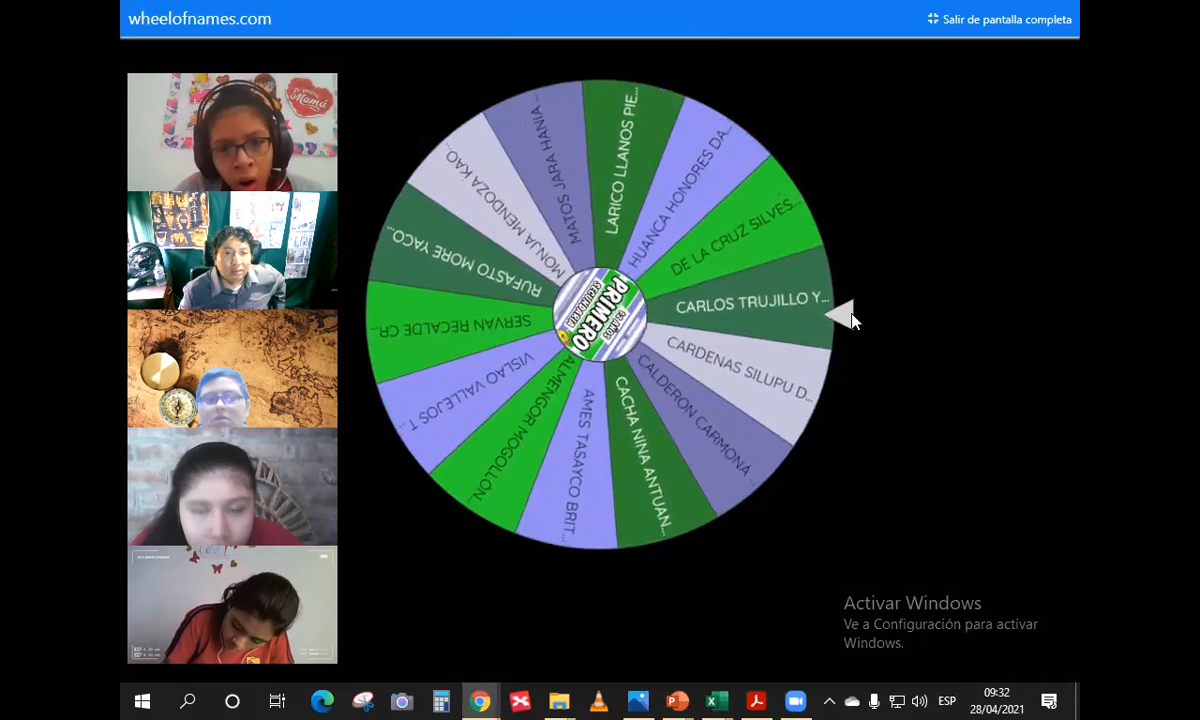 wheelofnames.com
Salir de pantalla completa
LARICO LLANOS PIE...
HUANCA HONORES DA...
DE LA CRUZ SILVES...
CARLOS TRUJILLO Y...
CARDENAS SILUPU D...
CALDERON CARMONA ...
CACHA NINA ANTUAN...
AMES TASAYCO BRIT...
ALMENGOR MOGOLLÓN...
VISLAO VALLEJOS T...
SERVAN RECALDE CR...
RUFASTO MORE YACO...
MONJA MENDOZA KAO...
MATOS JARA HANIA...
PRIMERO
SECUNDARIA
Mamá
Activar Windows
Ve a Configuración para activar
Windows.
ESP
09:32
28/04/2021